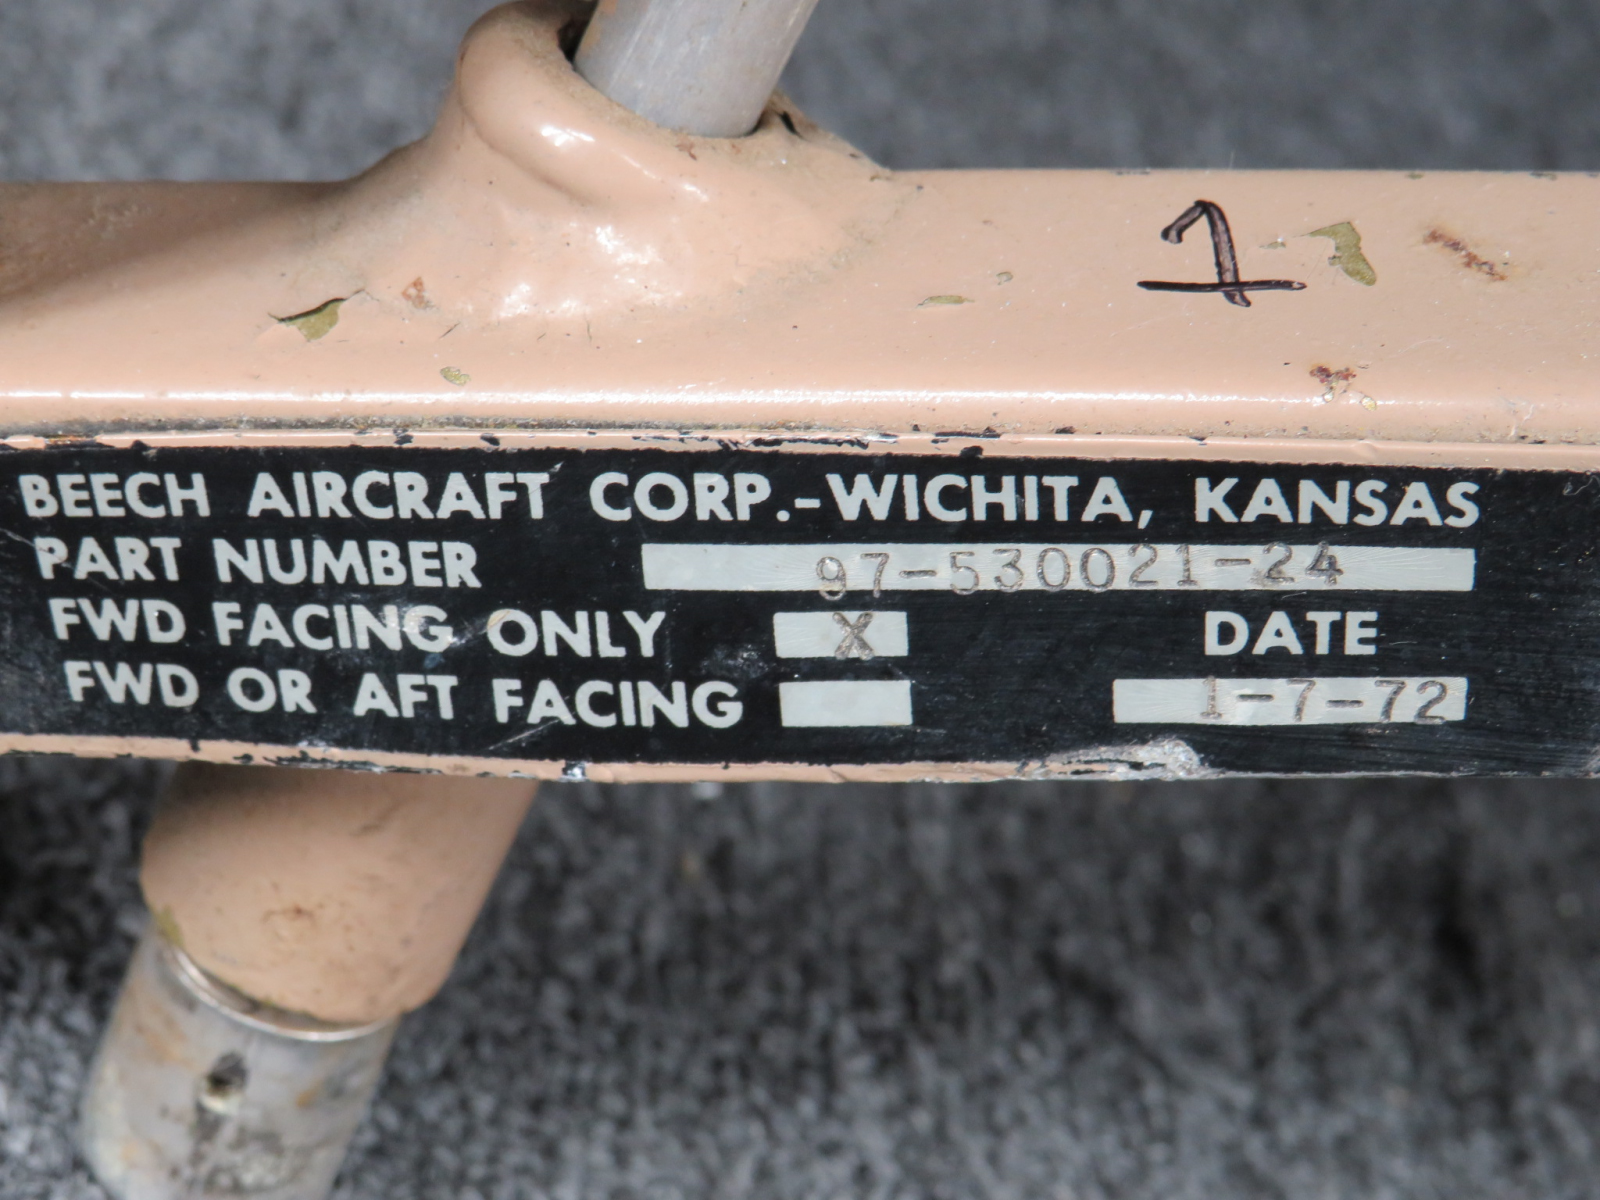 1
BEECH AIRCRAFT CORP.-WICHITA, KANSAS
PART NUMBER 97-530021-24
FWD FACING ONLY X DATE
FWD OR AFT FACING 1-7-72